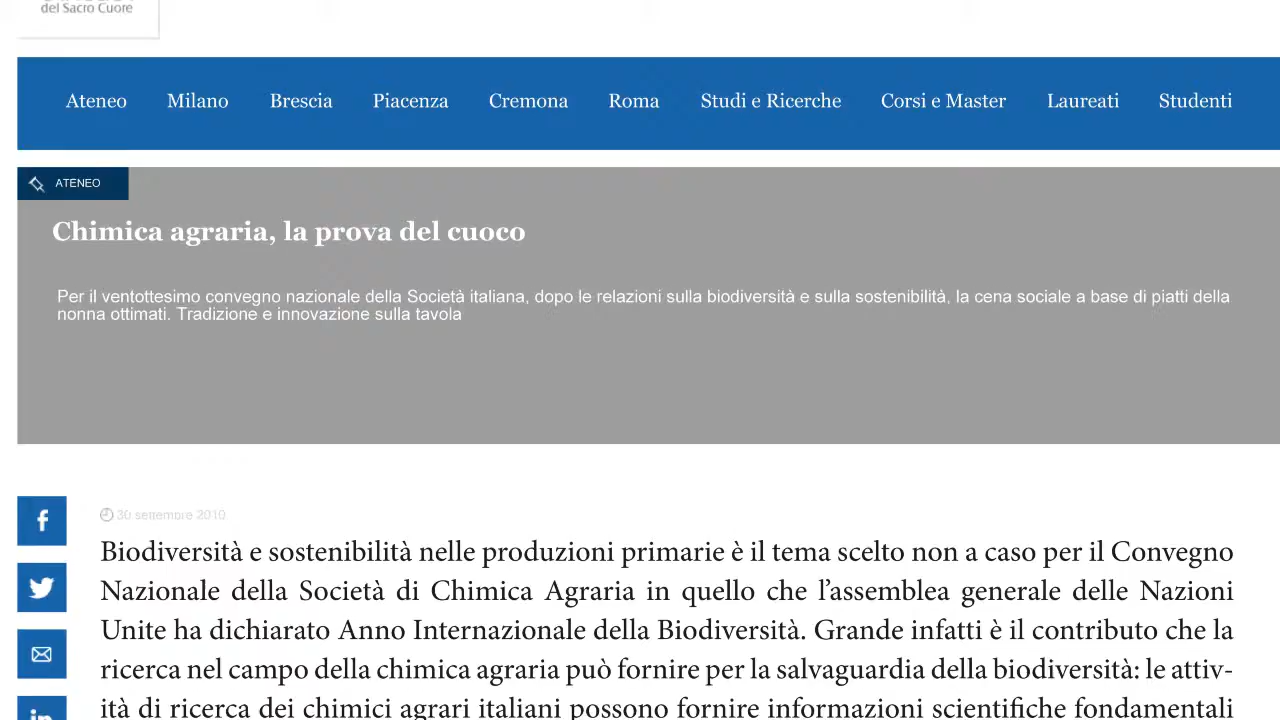 del Sacro Cuore
Ateneo Milano Brescia Piacenza Cremona Roma Studi e Ricerche Corsi e Master Laureati Studenti
ATENEO
Chimica agraria, la prova del cuoco
Per il ventottesimo convegno nazionale della Società italiana, dopo le relazioni sulla biodiversità e sulla sostenibilità, la cena sociale a base di piatti della
nonna ottimati. Tradizione e innovazione sulla tavola
30 settembre 2010
Biodiversità e sostenibilità nelle produzioni primarie è il tema scelto non a caso per il Convegno
Nazionale della Società di Chimica Agraria in quello che l’assemblea generale delle Nazioni
Unite ha dichiarato Anno Internazionale della Biodiversità. Grande infatti è il contributo che la
ricerca nel campo della chimica agraria può fornire per la salvaguardia della biodiversità: le attiv-
ità di ricerca dei chimici agrari italiani possono fornire informazioni scientifiche fondamentali